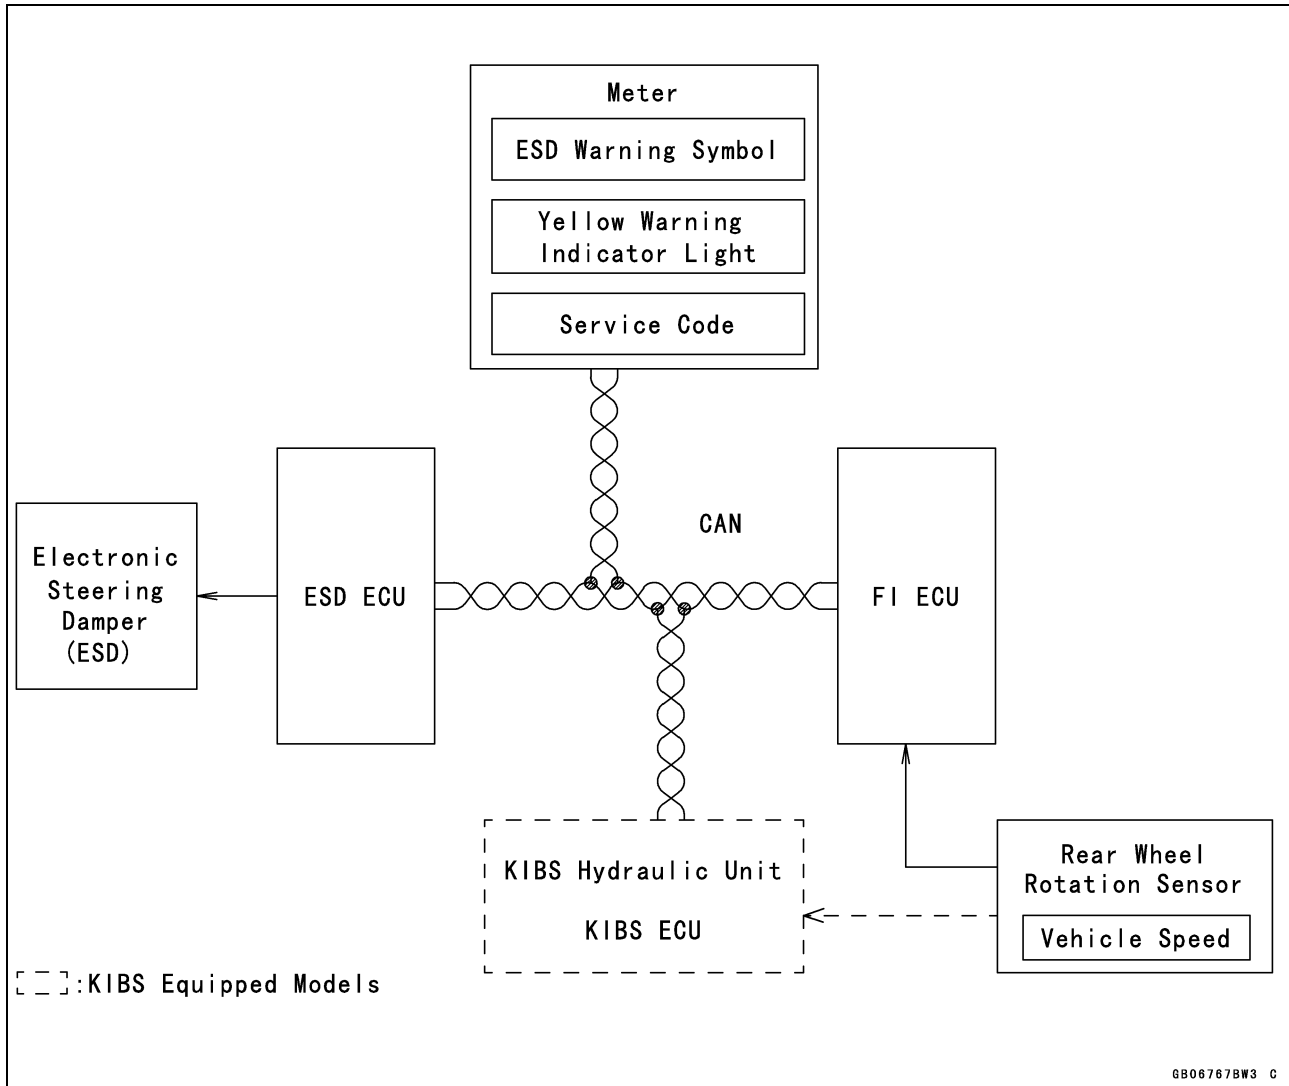 Meter
ESD Warning Symbol
Yellow Warning
Indicator Light
Service Code
CAN
Electronic
Steering
Damper
(ESD)
ESD ECU
FI ECU
KIBS Hydraulic Unit
KIBS ECU
Rear Wheel
Rotation Sensor
Vehicle Speed
:KIBS Equipped Models
GB06767BW3 C